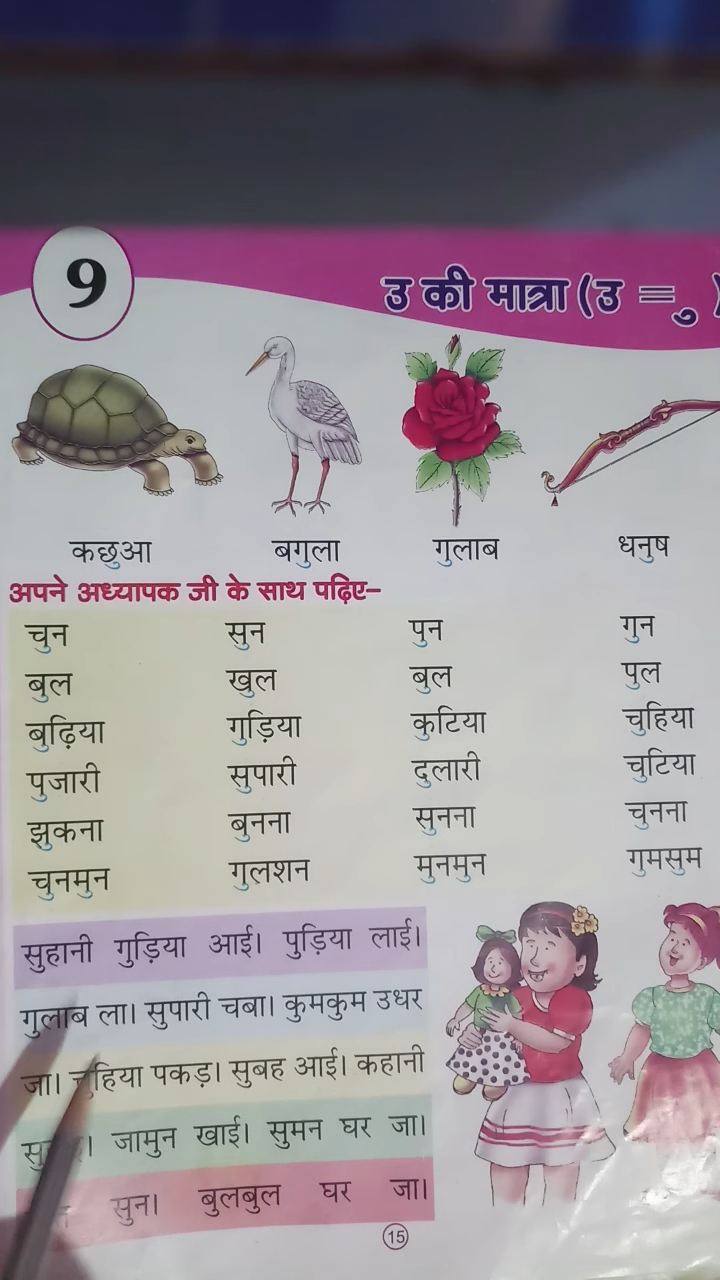 9
उ की मात्रा (उ = ु )
कछुआ बगुला गुलाब धनुष
अपने अध्यापक जी के साथ पढ़िए–
चुन सुन पुन गुन
बुल खुल बुल पुल
बुढ़िया गुड़िया कुटिया चुहिया
पुजारी सुपारी दुलारी चुटिया
झुकना बुनना सुनना चुनना
चुनमुन गुलशन मुनमुन गुमसुम
सुहानी गुड़िया आई। पुड़िया लाई।
गुलाब ला। सुपारी चबा। कुमकुम उधर
जा। चुहिया पकड़। सुबह आई। कहानी
जामुन खाई। सुमन घर जा।
सुन। बुलबुल घर जा।
15